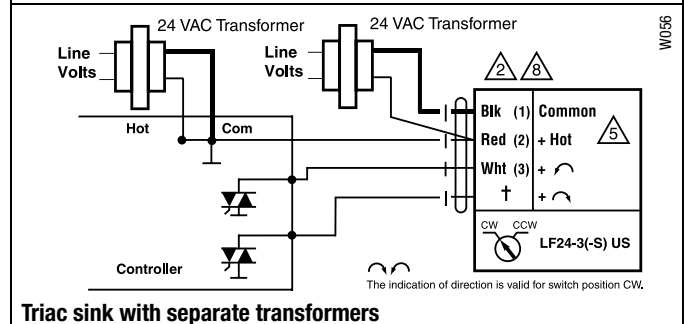 24 VAC Transformer
24 VAC Transformer
W056
Line
Volts
Line
Volts
2
8
Hot
Com
Blk (1) Common
Red (2) + Hot
5
Wht (3) +
† +
CW CCW
LF24-3(-S) US
Controller
The indication of direction is valid for switch position CW.
Triac sink with separate transformers